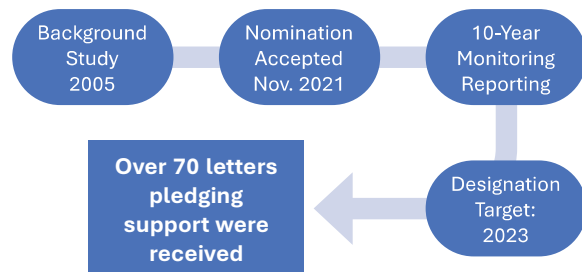 Background
Study
2005
Nomination
Accepted
Nov. 2021
10-Year
Monitoring
Reporting
Designation
Target:
2023
Over 70 letters
pledging
support were
received